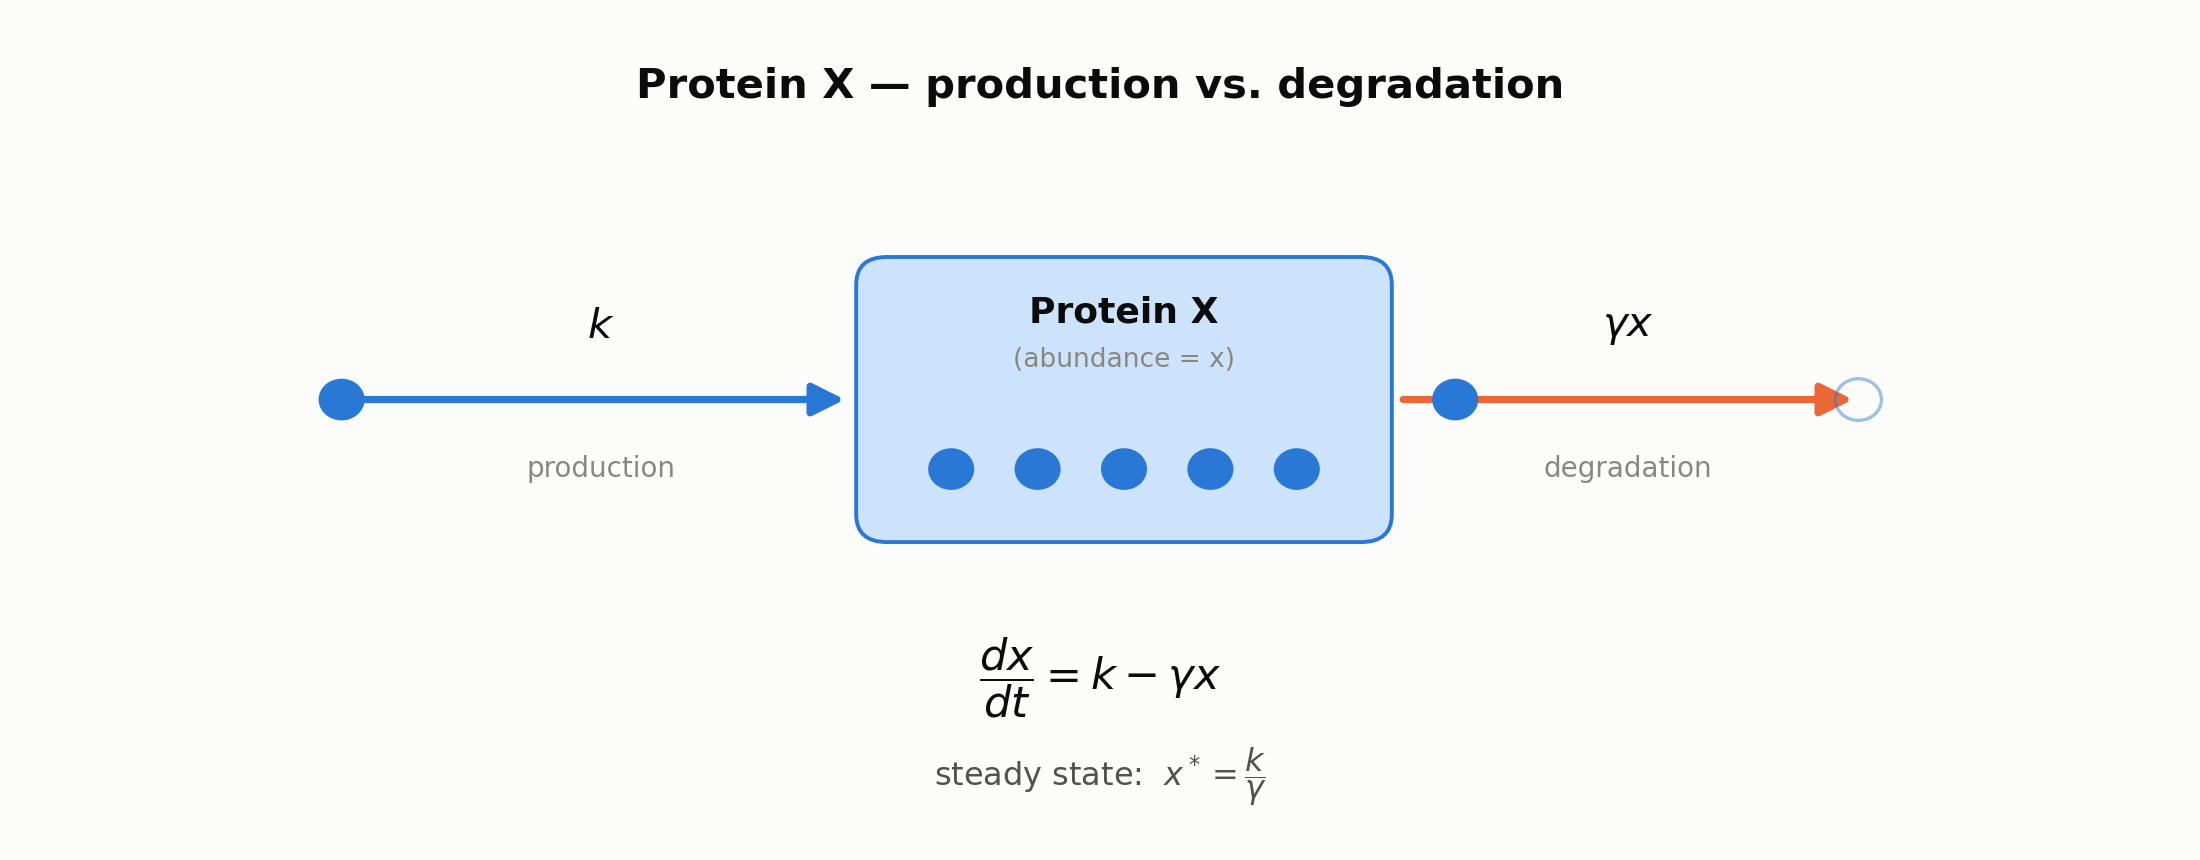 Protein X — production vs. degradation
k
production
Protein X
(abundance = x)
γx
degradation
dx/dt = k − γx
steady state: x* = k/γ